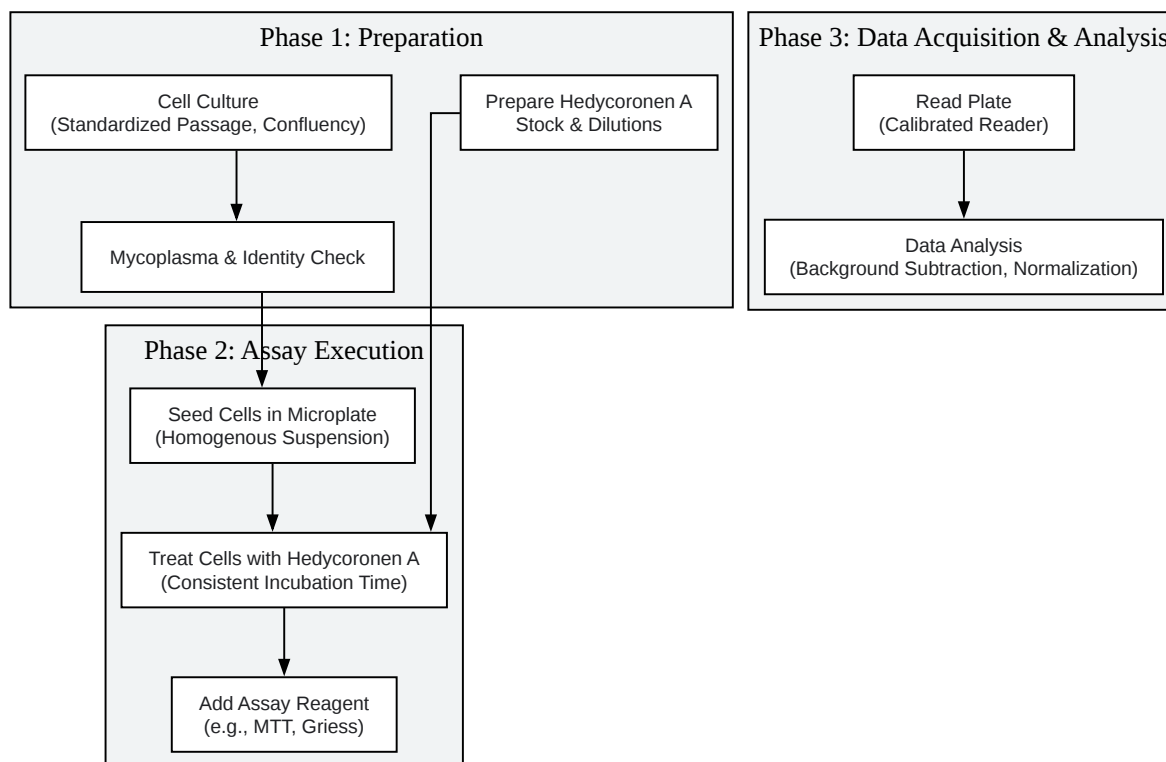 Phase 1: Preparation
Cell Culture
(Standardized Passage, Confluency)
Prepare Hedycoronen A
Stock & Dilutions
Mycoplasma & Identity Check
Phase 2: Assay Execution
Seed Cells in Microplate
(Homogenous Suspension)
Treat Cells with Hedycoronen A
(Consistent Incubation Time)
Add Assay Reagent
(e.g., MTT, Griess)
Phase 3: Data Acquisition & Analysis
Read Plate
(Calibrated Reader)
Data Analysis
(Background Subtraction, Normalization)